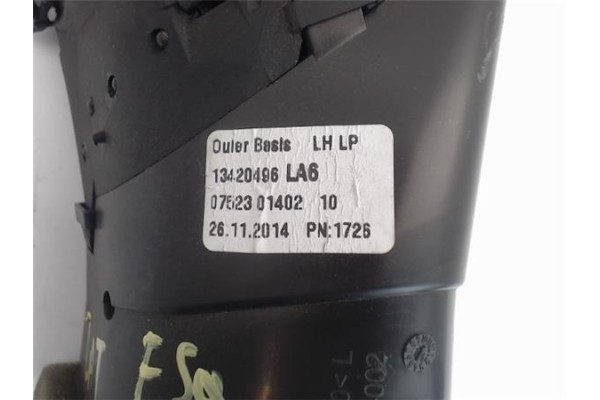 Outer Basis LH LP
13420496 LA6
07523 01402 10
26.11.2014 PN:1726